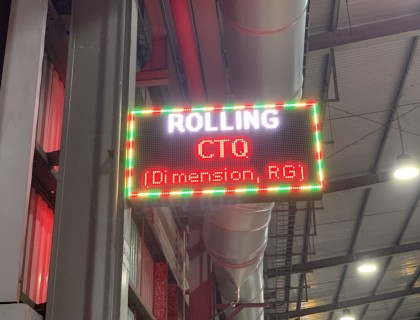 ROLLING
CTQ
(Dimension, RG)